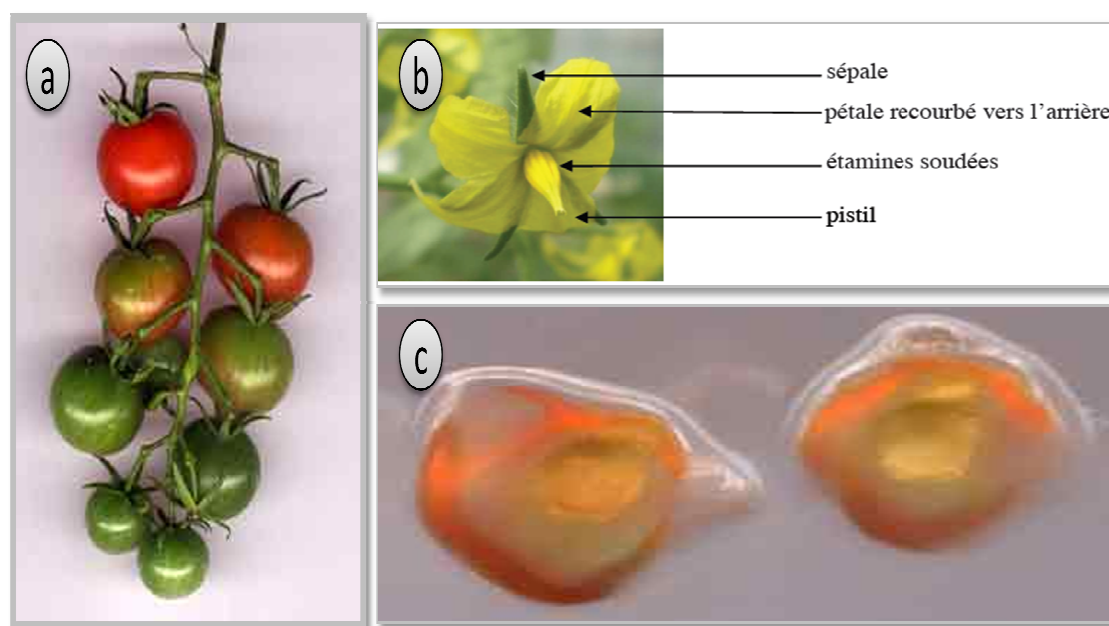 a
b
sépale
pétale recourbé vers l’arrière
étamines soudées
pistil
c